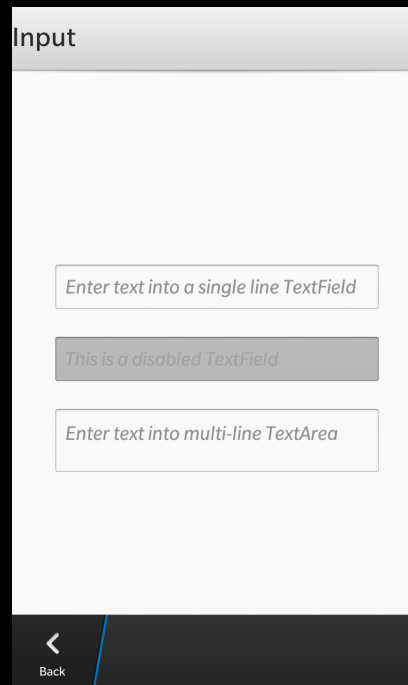 Input
Enter text into a single line TextField
This is a disabled TextField
Enter text into multi-line TextArea
Back